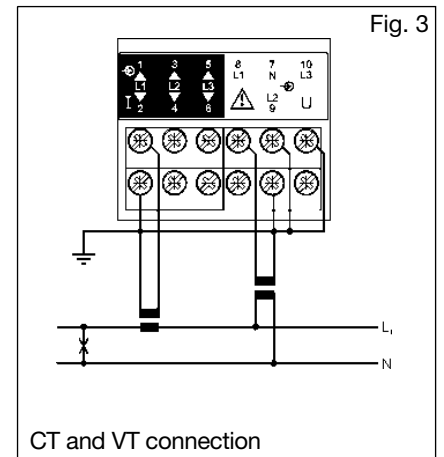 Fig. 3
1 3 5 8 7 10
L1 N L3
L1 L2 L3
I 2 4 6 L2 9 U
L1
N
CT and VT connection